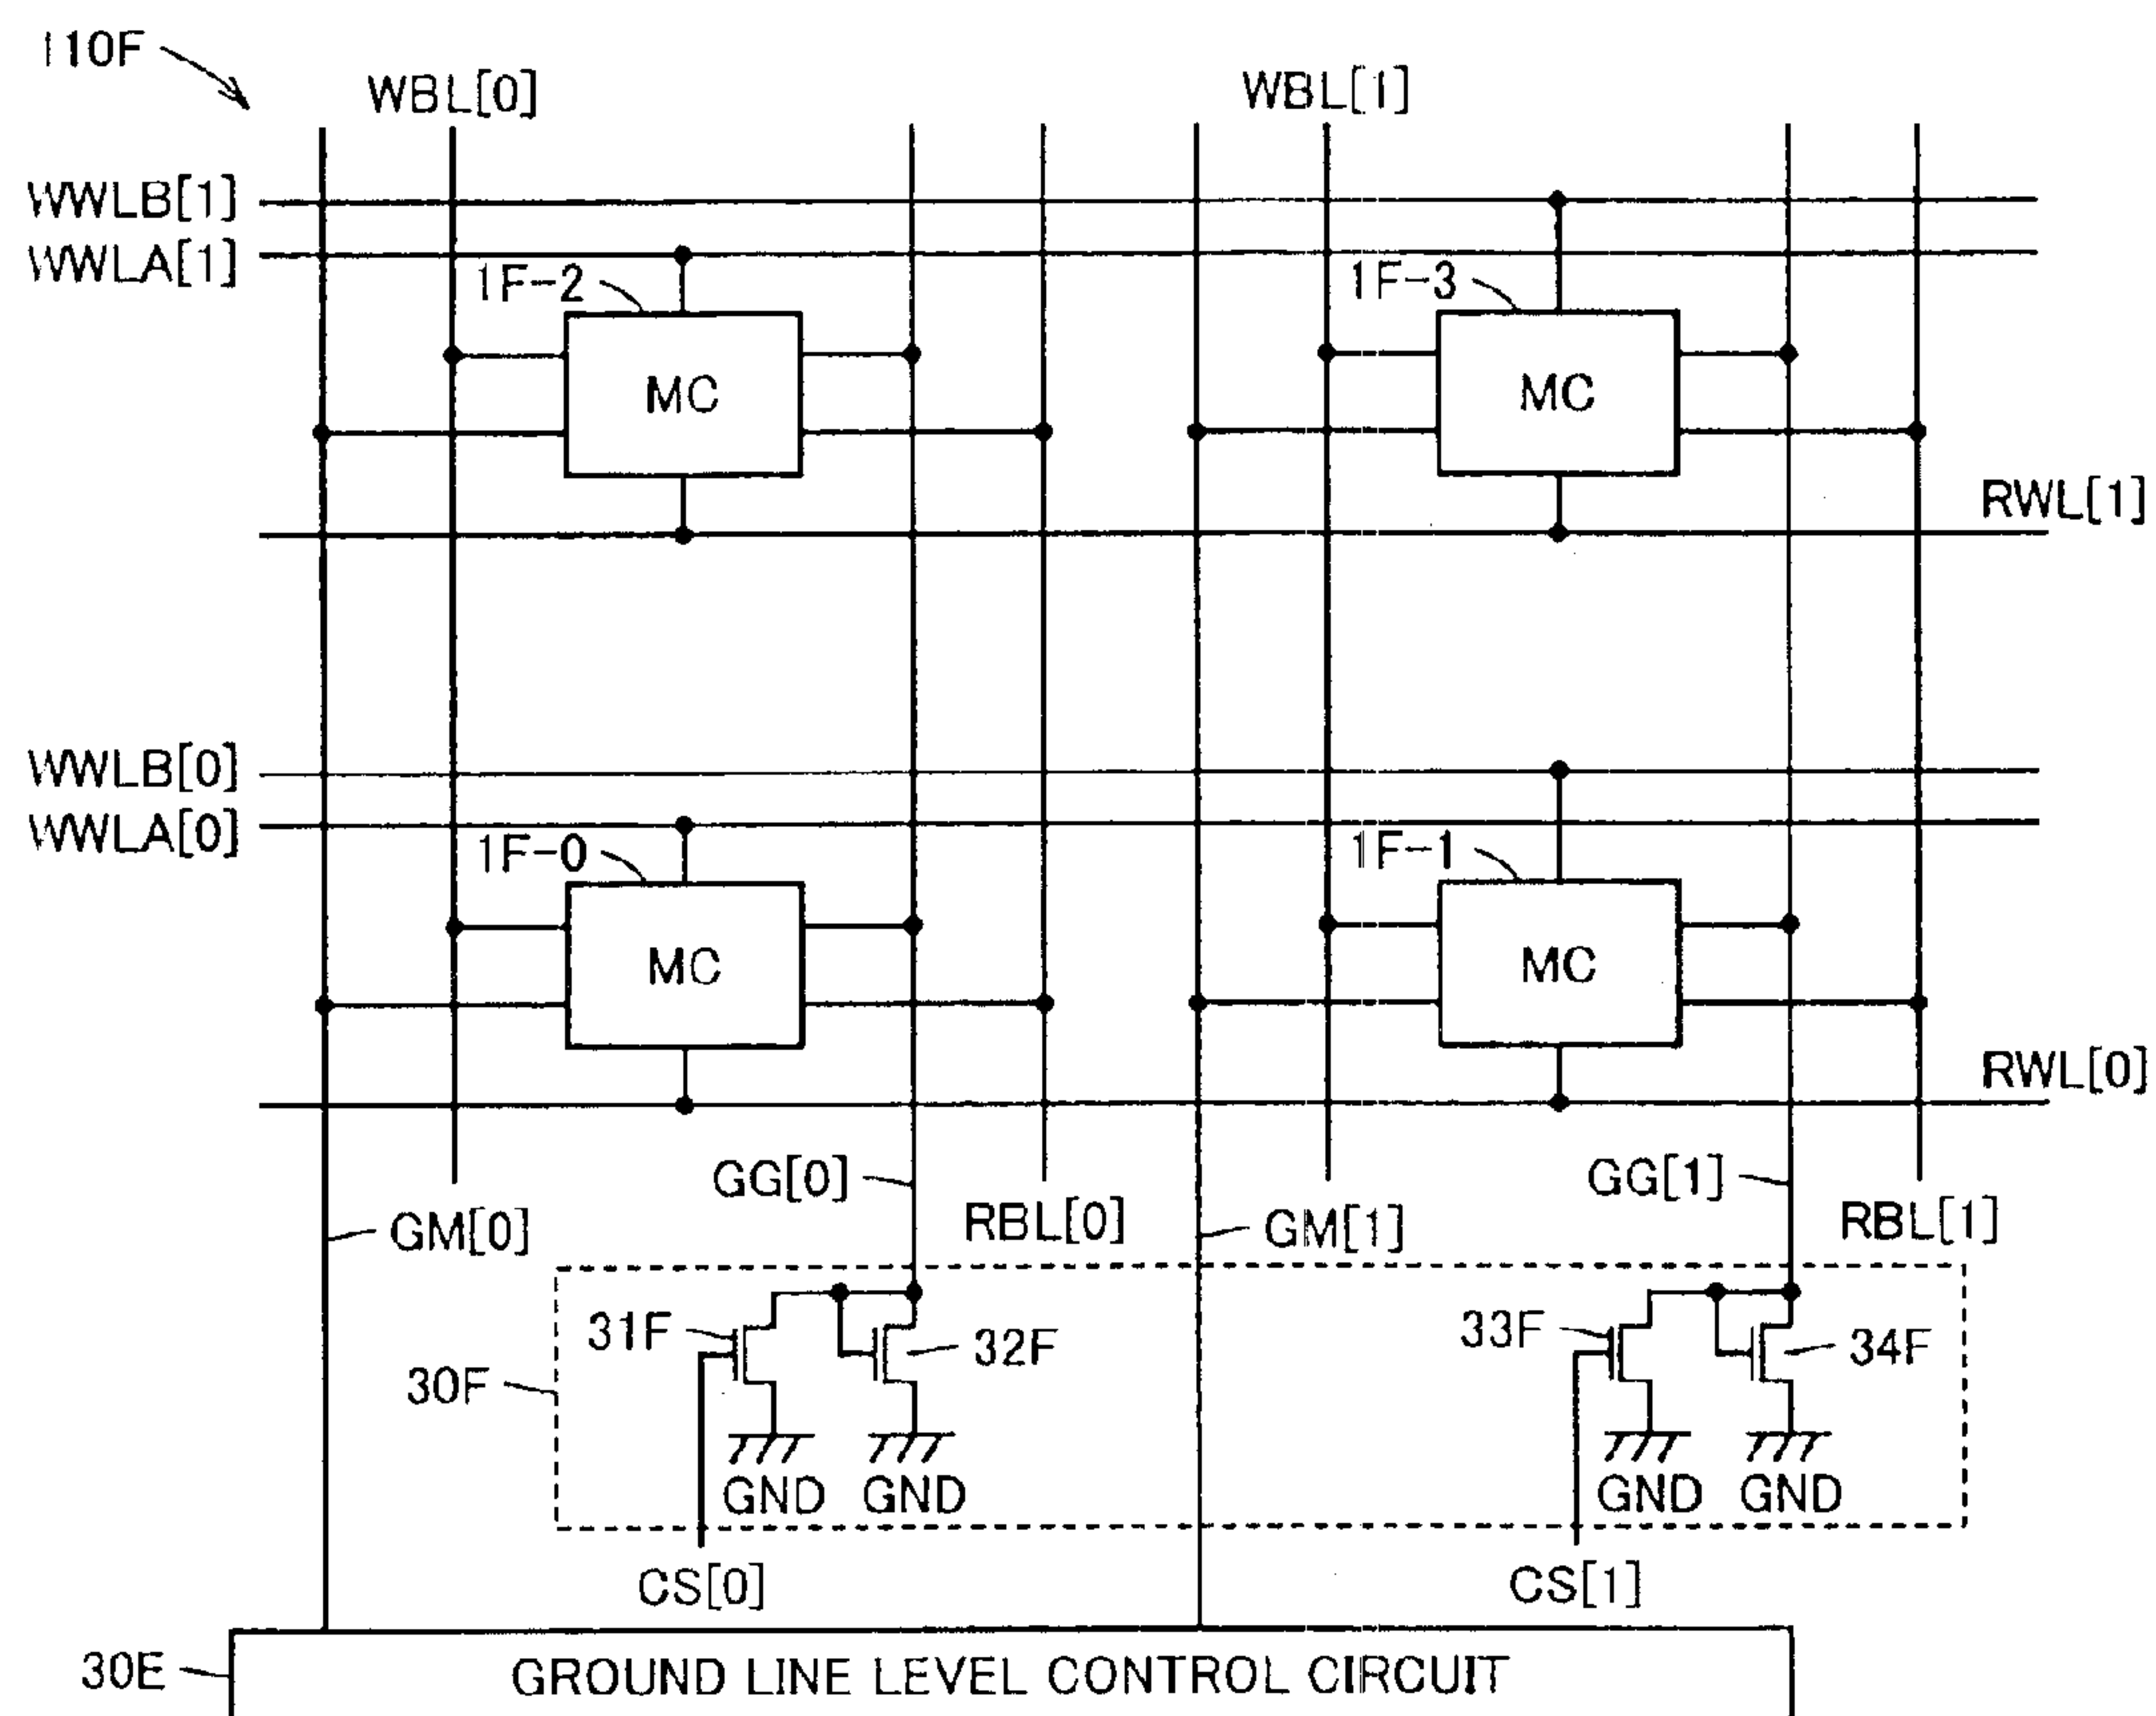 110F
WBL[0]
WBL[1]
WWLB[1]
WWLA[1]
1F-2
1F-3
MC
MC
RWL[1]
WWLB[0]
WWLA[0]
1F-0
1F-1
MC
MC
RWL[0]
GG[0]
GG[1]
GM[0]
RBL[0]
GM[1]
RBL[1]
31F
32F
33F
34F
30F
GND
GND
GND
GND
CS[0]
CS[1]
30E
GROUND LINE LEVEL CONTROL CIRCUIT